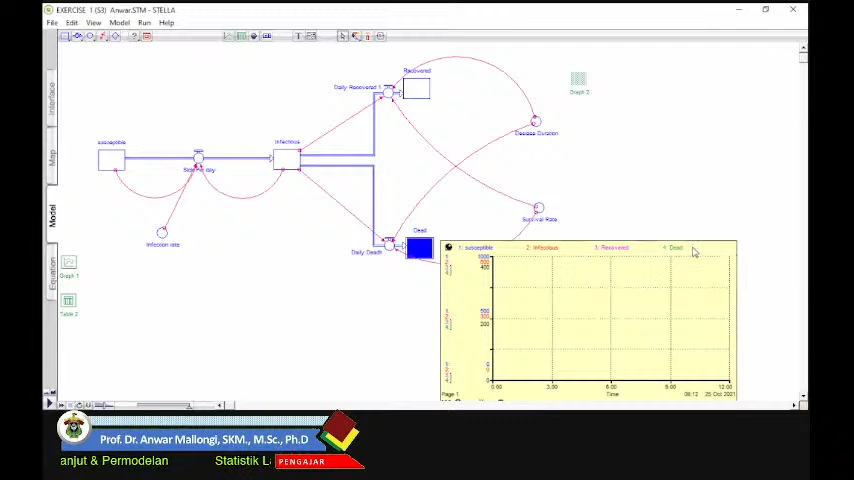 EXERCISE 1 (S3) Anwar.STM - STELLA
File Edit View Model Run Help
Interface
Map
Model
Equation
susceptible
Infectious
Infection rate
Daily Recovered 1
Recovered
Survival Rate
Daily Death
Dead
Graph 1
Table 2
Graph 2
1: susceptible 2: Infectious 3: Recovered 4: Dead
1000
400
200
0.00 3.00 6.00 9.00 12.00
Page 1 Time 08:12 25 Oct 2021
Prof. Dr. Anwar Mallongi, SKM., M.Sc., Ph.D
anjut & Permodelan Statistik La
PENGAJAR